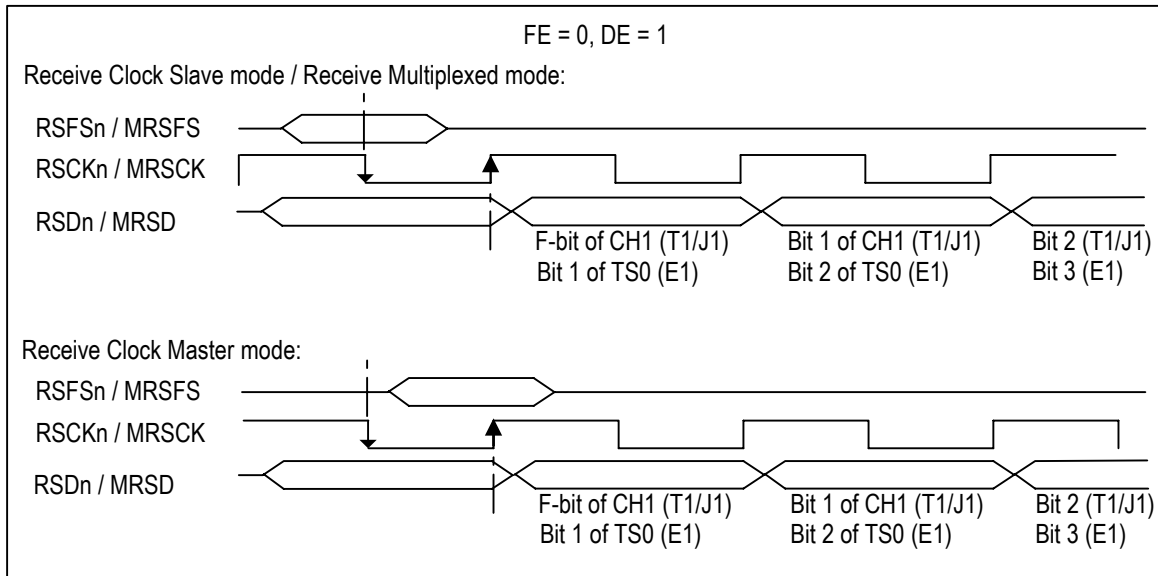 FE = 0, DE = 1
Receive Clock Slave mode / Receive Multiplexed mode:
RSFSn / MRSFS
RSCKn / MRSCK
RSDn / MRSD
F-bit of CH1 (T1/J1) Bit 1 of CH1 (T1/J1) Bit 2 (T1/J1)
Bit 1 of TS0 (E1) Bit 2 of TS0 (E1) Bit 3 (E1)
Receive Clock Master mode:
RSFSn / MRSFS
RSCKn / MRSCK
RSDn / MRSD
F-bit of CH1 (T1/J1) Bit 1 of CH1 (T1/J1) Bit 2 (T1/J1)
Bit 1 of TS0 (E1) Bit 2 of TS0 (E1) Bit 3 (E1)